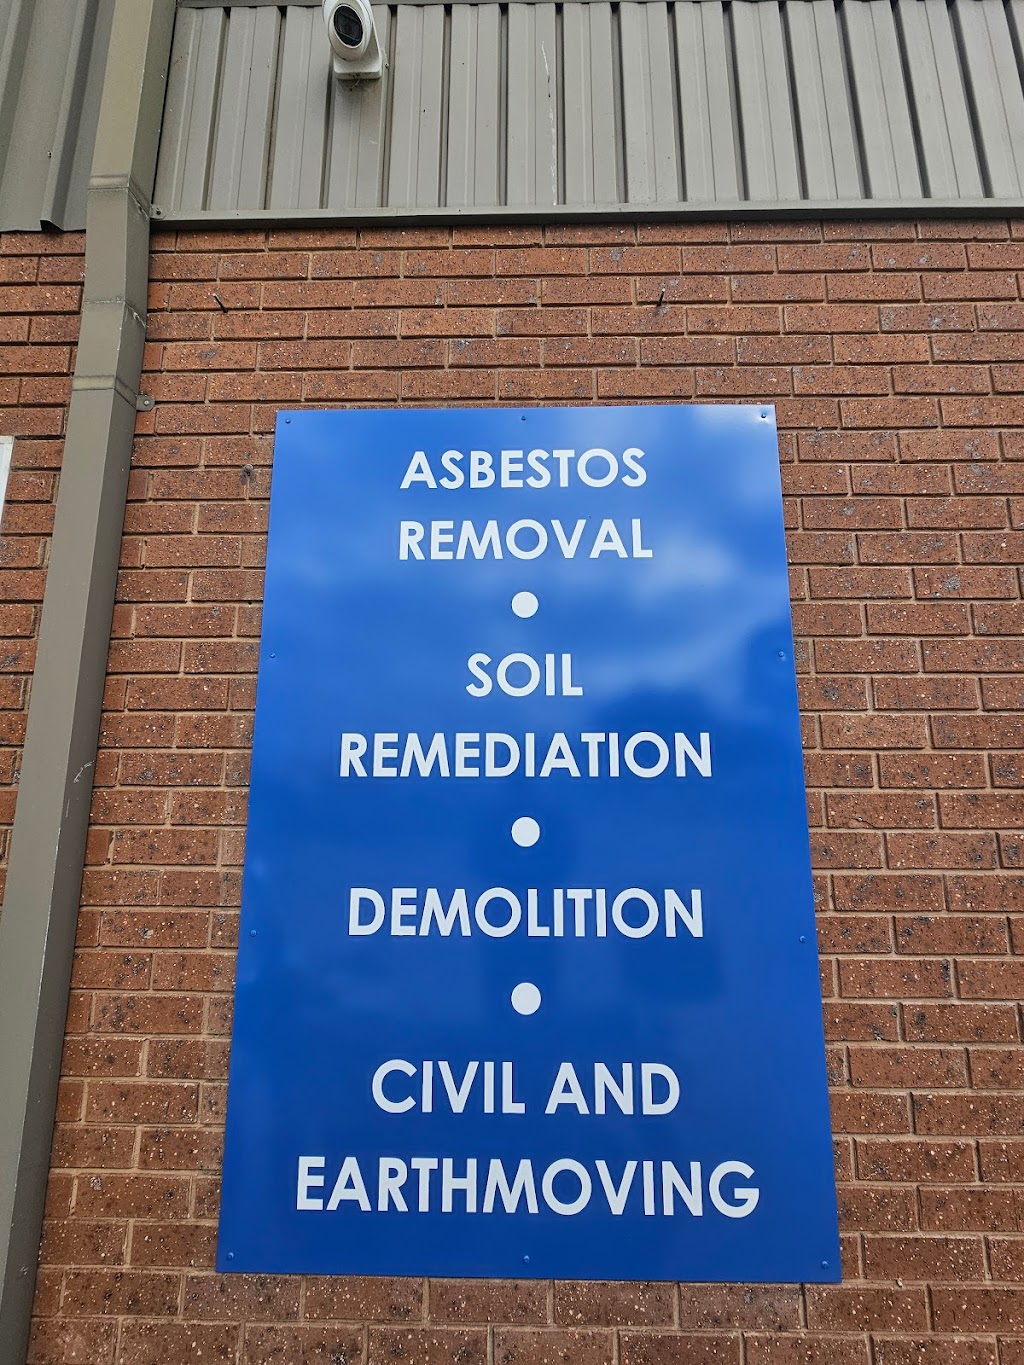 ASBESTOS
REMOVAL
•
SOIL
REMEDIATION
•
DEMOLITION
•
CIVIL AND
EARTHMOVING